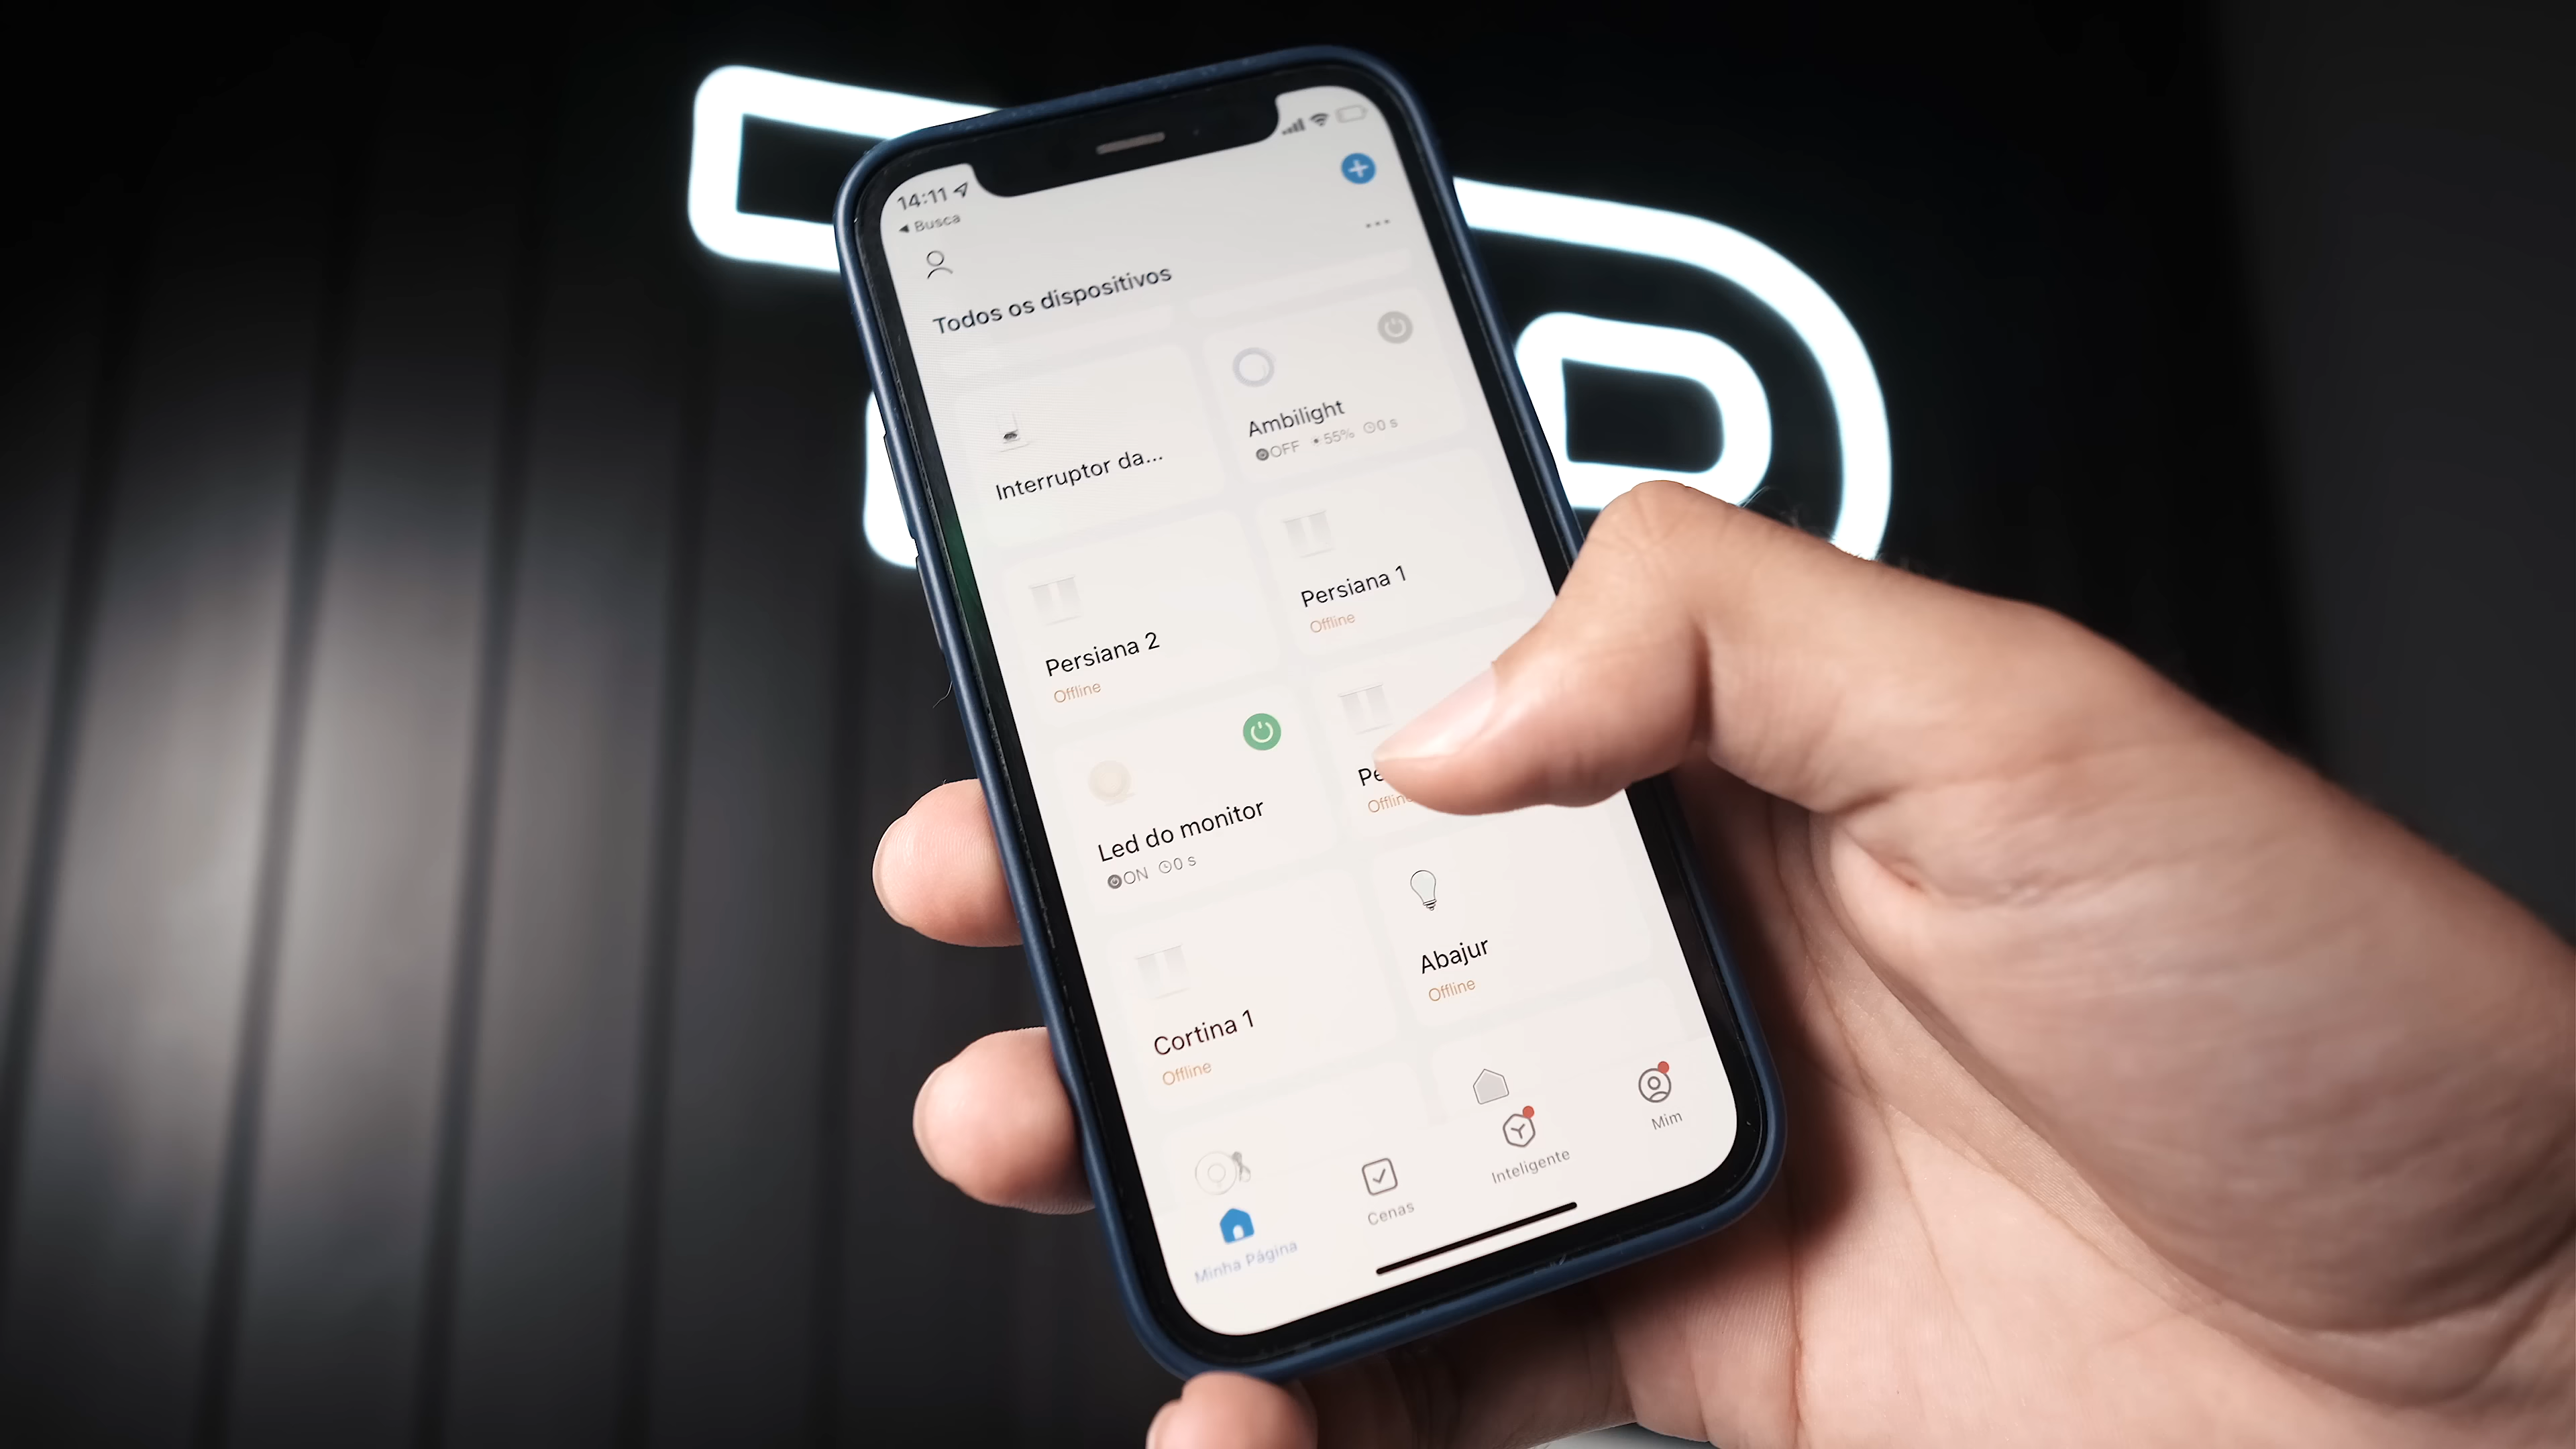 14:11
◀ Busca
Todos os dispositivos
Interruptor da...
Ambilight
OFF 55% 0 s
Persiana 2
Offline
Persiana 1
Offline
Led do monitor
ON 0 s
Pe
Offline
Cortina 1
Offline
Abajur
Offline
Minha Página
Cenas
Inteligente
Mim